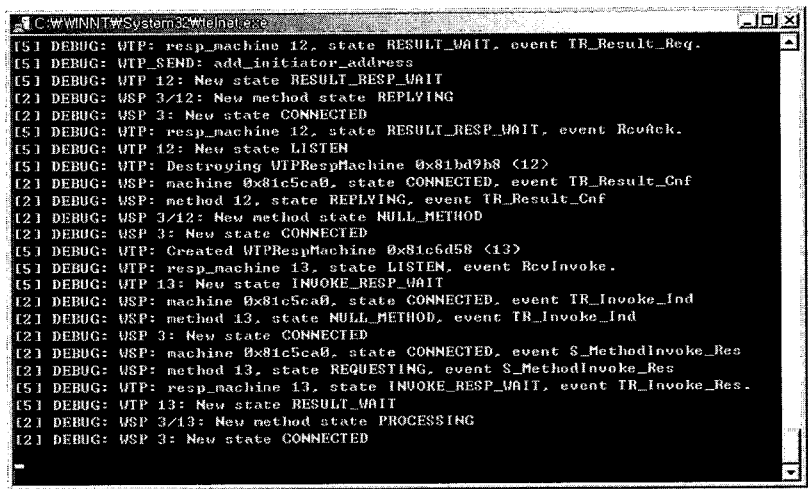 C:₩WINNT₩System32₩telnet.exe
[5] DEBUG: WTP: resp_machine 12, state RESULT_WAIT, event TR_Result_Req.
[5] DEBUG: WTP_SEND: add_initiator_address
[5] DEBUG: WTP 12: New state RESULT_RESP_WAIT
[2] DEBUG: WSP 3/12: New method state REPLYING
[2] DEBUG: WSP 3: New state CONNECTED
[5] DEBUG: WTP: resp_machine 12, state RESULT_RESP_WAIT, event RcvAck.
[5] DEBUG: WTP 12: New state LISTEN
[5] DEBUG: WTP: Destroying WTPRespMachine 0x81bd9b8 (12)
[2] DEBUG: WSP: machine 0x81c5ca0, state CONNECTED, event TR_Result_Cnf
[2] DEBUG: WSP: method 12, state REPLYING, event TR_Result_Cnf
[2] DEBUG: WSP 3/12: New method state NULL_METHOD
[2] DEBUG: WSP 3: New state CONNECTED
[5] DEBUG: WTP: Created WTPRespMachine 0x81c6d58 (13)
[5] DEBUG: WTP: resp_machine 13, state LISTEN, event RcvInvoke.
[5] DEBUG: WTP 13: New state INVOKE_RESP_WAIT
[2] DEBUG: WSP: machine 0x81c5ca0, state CONNECTED, event TR_Invoke_Ind
[2] DEBUG: WSP: method 13, state NULL_METHOD, event TR_Invoke_Ind
[2] DEBUG: WSP 3: New state CONNECTED
[2] DEBUG: WSP: machine 0x81c5ca0, state CONNECTED, event S_MethodInvoke_Res
[2] DEBUG: WSP: method 13, state REQUESTING, event S_MethodInvoke_Res
[5] DEBUG: WTP: resp_machine 13, state INVOKE_RESP_WAIT, event TR_Invoke_Res.
[5] DEBUG: WTP 13: New state RESULT_WAIT
[2] DEBUG: WSP 3/13: New method state PROCESSING
[2] DEBUG: WSP 3: New state CONNECTED